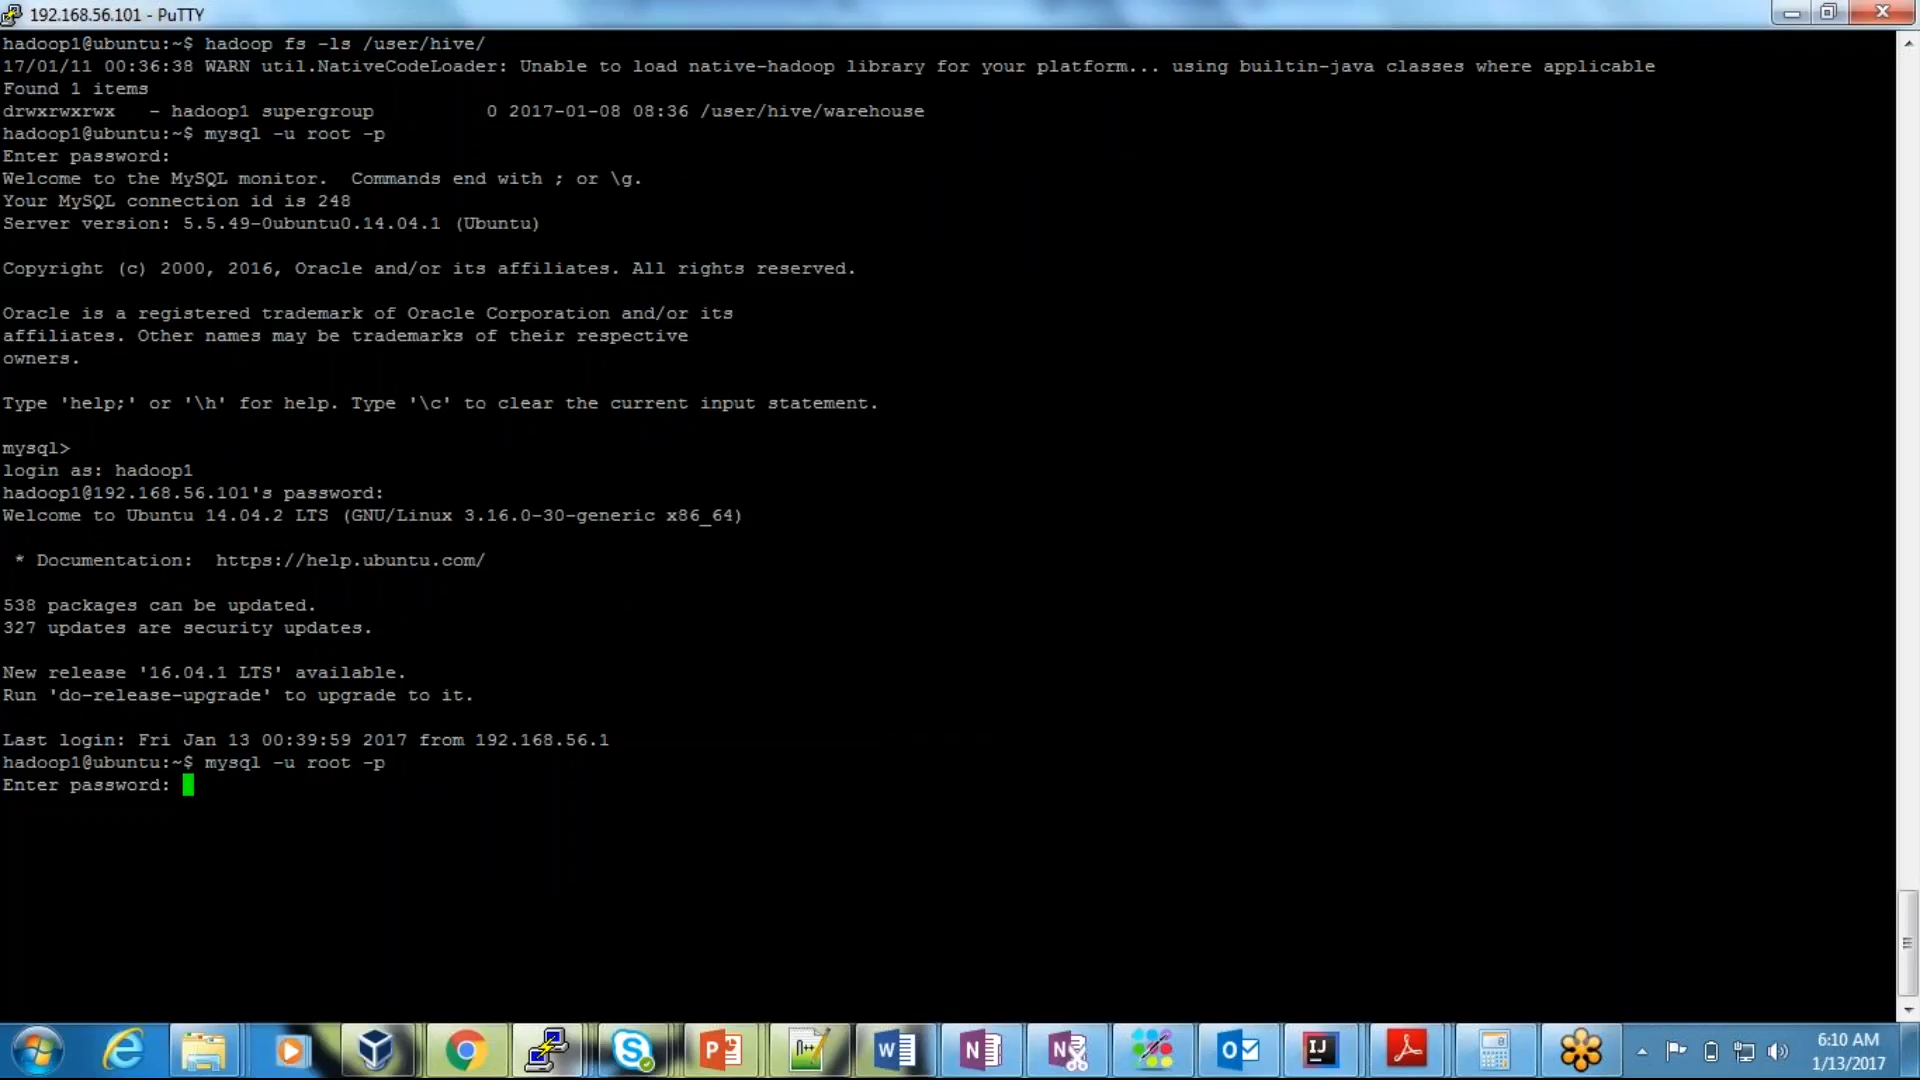 192.168.56.101 - PuTTY
hadoop1@ubuntu:~$ hadoop fs -ls /user/hive/
17/01/11 00:36:38 WARN util.NativeCodeLoader: Unable to load native-hadoop library for your platform... using builtin-java classes where applicable
Found 1 items
drwxrwxrwx   - hadoop1 supergroup          0 2017-01-08 08:36 /user/hive/warehouse
hadoop1@ubuntu:~$ mysql -u root -p
Enter password:
Welcome to the MySQL monitor.  Commands end with ; or \g.
Your MySQL connection id is 248
Server version: 5.5.49-0ubuntu0.14.04.1 (Ubuntu)
Copyright (c) 2000, 2016, Oracle and/or its affiliates. All rights reserved.
Oracle is a registered trademark of Oracle Corporation and/or its
affiliates. Other names may be trademarks of their respective
owners.
Type 'help;' or '\h' for help. Type '\c' to clear the current input statement.
mysql>
login as: hadoop1
hadoop1@192.168.56.101's password:
Welcome to Ubuntu 14.04.2 LTS (GNU/Linux 3.16.0-30-generic x86_64)
 * Documentation:  https://help.ubuntu.com/
538 packages can be updated.
327 updates are security updates.
New release '16.04.1 LTS' available.
Run 'do-release-upgrade' to upgrade to it.
Last login: Fri Jan 13 00:39:59 2017 from 192.168.56.1
hadoop1@ubuntu:~$ mysql -u root -p
Enter password:
6:10 AM
1/13/2017